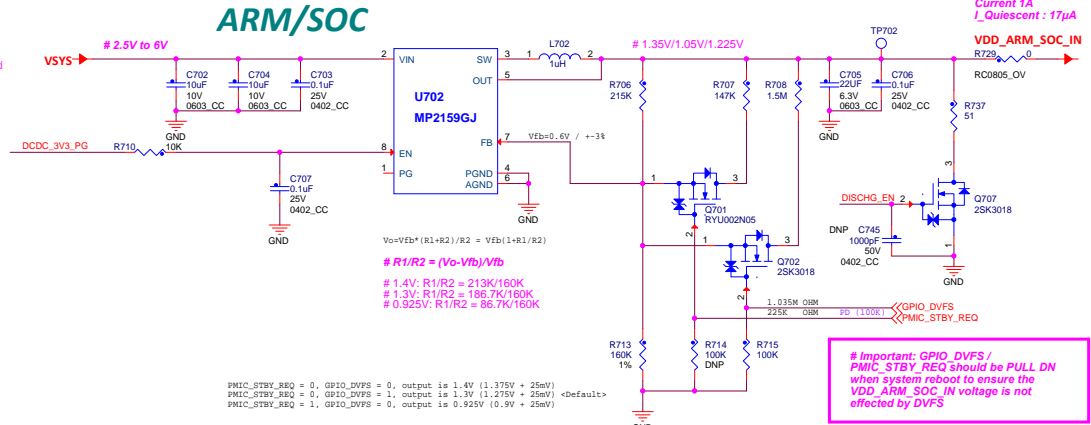 ARM/SOC
Current 1A
I_Quiescent : 17µA
# 2.5V to 6V
VSYS
C702
10uF
10V
0603_CC
C704
10uF
10V
0603_CC
C703
0.1uF
25V
0402_CC
GND
2
VIN
SW
3
OUT
5
U702
MP2159GJ
FB
7
8
EN
1
PG
PGND
4
AGND
6
GND
L702
1
2
1uH
# 1.35V/1.05V/1.225V
TP702
VDD_ARM_SOC_IN
R729
0
RC0805_OV
R706
215K
R707
147K
R708
1.5M
C705
22UF
6.3V
0603_CC
C706
0.1uF
25V
0402_CC
GND
R737
51
DCDC_3V3_PG
R710
10K
C707
0.1uF
25V
0402_CC
GND
Vfb=0.6V / +-3%
1
3
2
Q701
RYU002N05
1
3
2
Q702
2SK3018
DISCHG_EN
2
3
1
Q707
2SK3018
DNP
C745
1000pF
50V
0402_CC
GND
Vo=Vfb*(R1+R2)/R2 = Vfb(1+R1/R2)
# R1/R2 = (Vo-Vfb)/Vfb
# 1.4V: R1/R2 = 213K/160K
# 1.3V: R1/R2 = 186.7K/160K
# 0.925V: R1/R2 = 86.7K/160K
1.035M OHM
GPIO_DVFS
225K OHM
PD (100K)
PMIC_STBY_REQ
R713
160K
1%
R714
100K
DNP
R715
100K
PMIC_STBY_REQ = 0, GPIO_DVFS = 0, output is 1.4V (1.375V + 25mV)
PMIC_STBY_REQ = 0, GPIO_DVFS = 1, output is 1.3V (1.275V + 25mV) <Default>
PMIC_STBY_REQ = 1, GPIO_DVFS = 0, output is 0.925V (0.9V + 25mV)
# Important: GPIO_DVFS /
PMIC_STBY_REQ should be PULL DN
when system reboot to ensure the
VDD_ARM_SOC_IN voltage is not
effected by DVFS